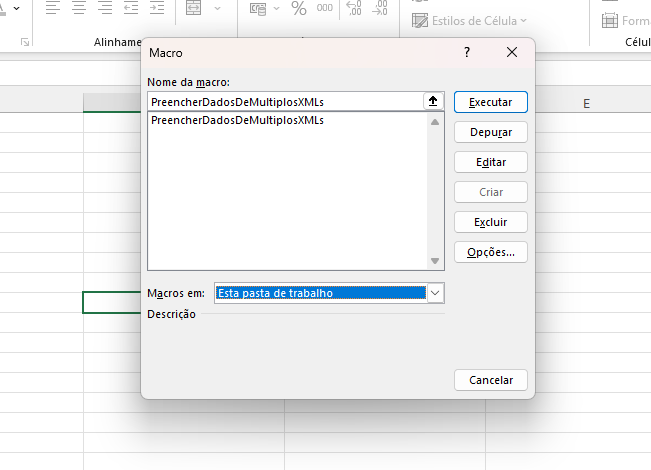 % 000
Estilos de Célula
Forma
Alinhame
Célul
Macro
?
Nome da macro:
PreencherDadosDeMultiplosXMLs
Executar
E
PreencherDadosDeMultiplosXMLs
Depurar
Editar
Criar
Excluir
Opções...
Macros em:
Esta pasta de trabalho
Descrição
Cancelar